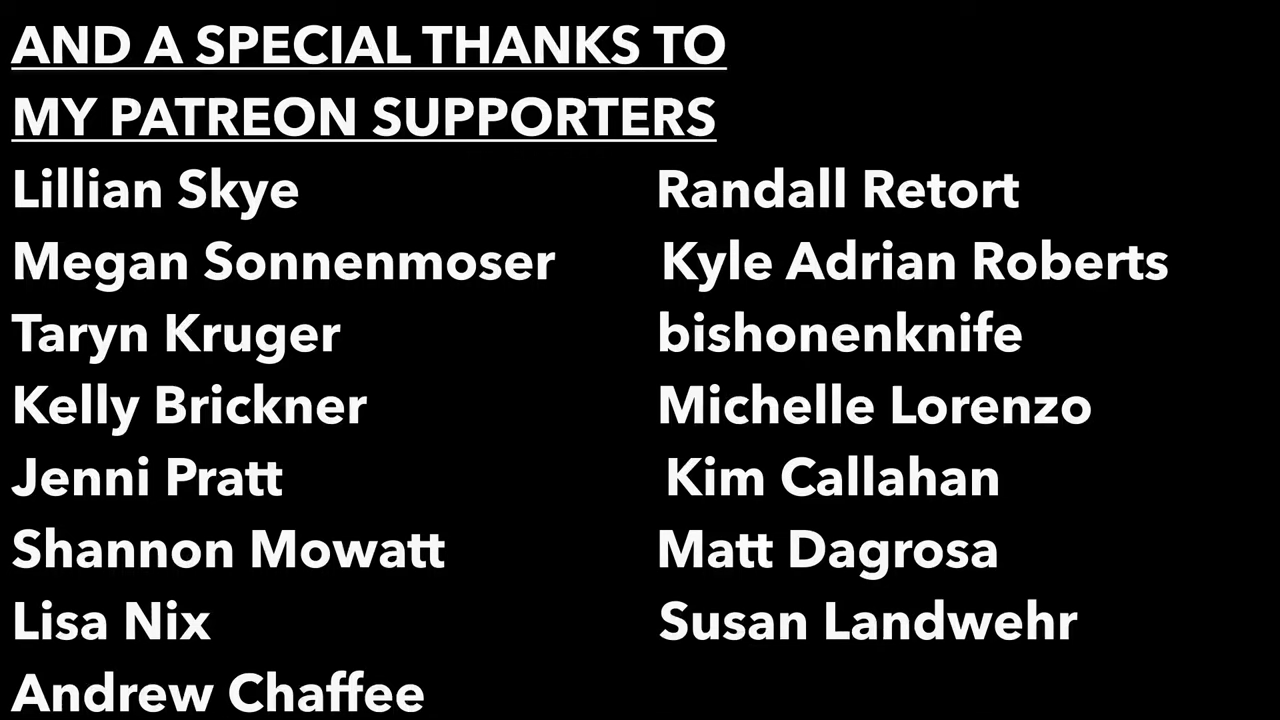 AND A SPECIAL THANKS TO
MY PATREON SUPPORTERS
Lillian Skye
Megan Sonnenmoser
Taryn Kruger
Kelly Brickner
Jenni Pratt
Shannon Mowatt
Lisa Nix
Andrew Chaffee
Randall Retort
Kyle Adrian Roberts
bishonenknife
Michelle Lorenzo
Kim Callahan
Matt Dagrosa
Susan Landwehr